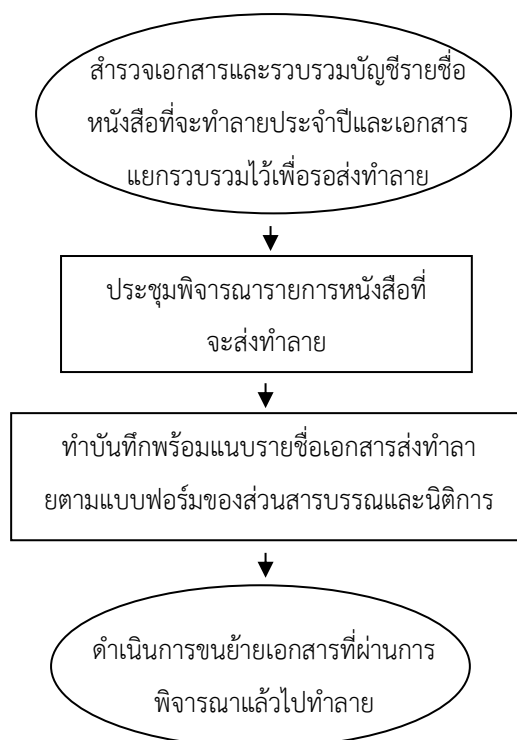 สำรวจเอกสารและรวบรวมบัญชีรายชื่อ
หนังสือที่จะทำลายประจำปีและเอกสาร
แยกรวบรวมไว้เพื่อรอส่งทำลาย
ประชุมพิจารณารายการหนังสือที่
จะส่งทำลาย
ทำบันทึกพร้อมแนบรายชื่อเอกสารส่งทำลา
ยตามแบบฟอร์มของส่วนสารบรรณและนิติการ
ดำเนินการขนย้ายเอกสารที่ผ่านการ
พิจารณาแล้วไปทำลาย